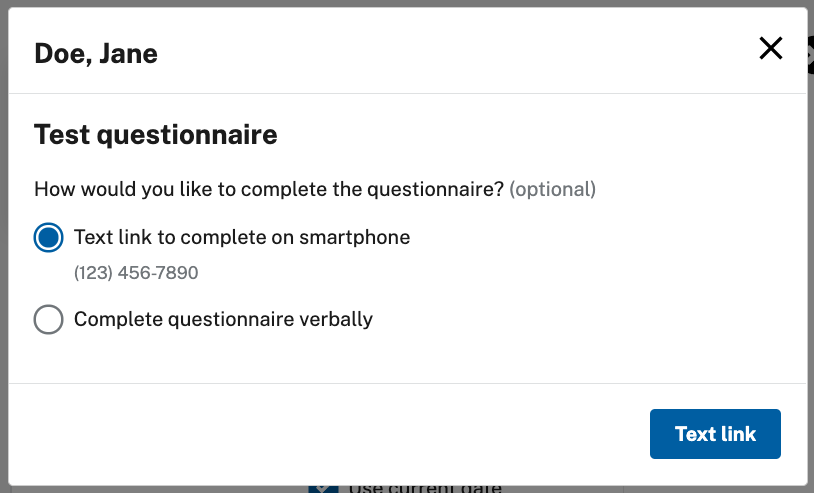 Doe, Jane
Test questionnaire
How would you like to complete the questionnaire? (optional)
Text link to complete on smartphone
(123) 456-7890
Complete questionnaire verbally
Text link
Use current date